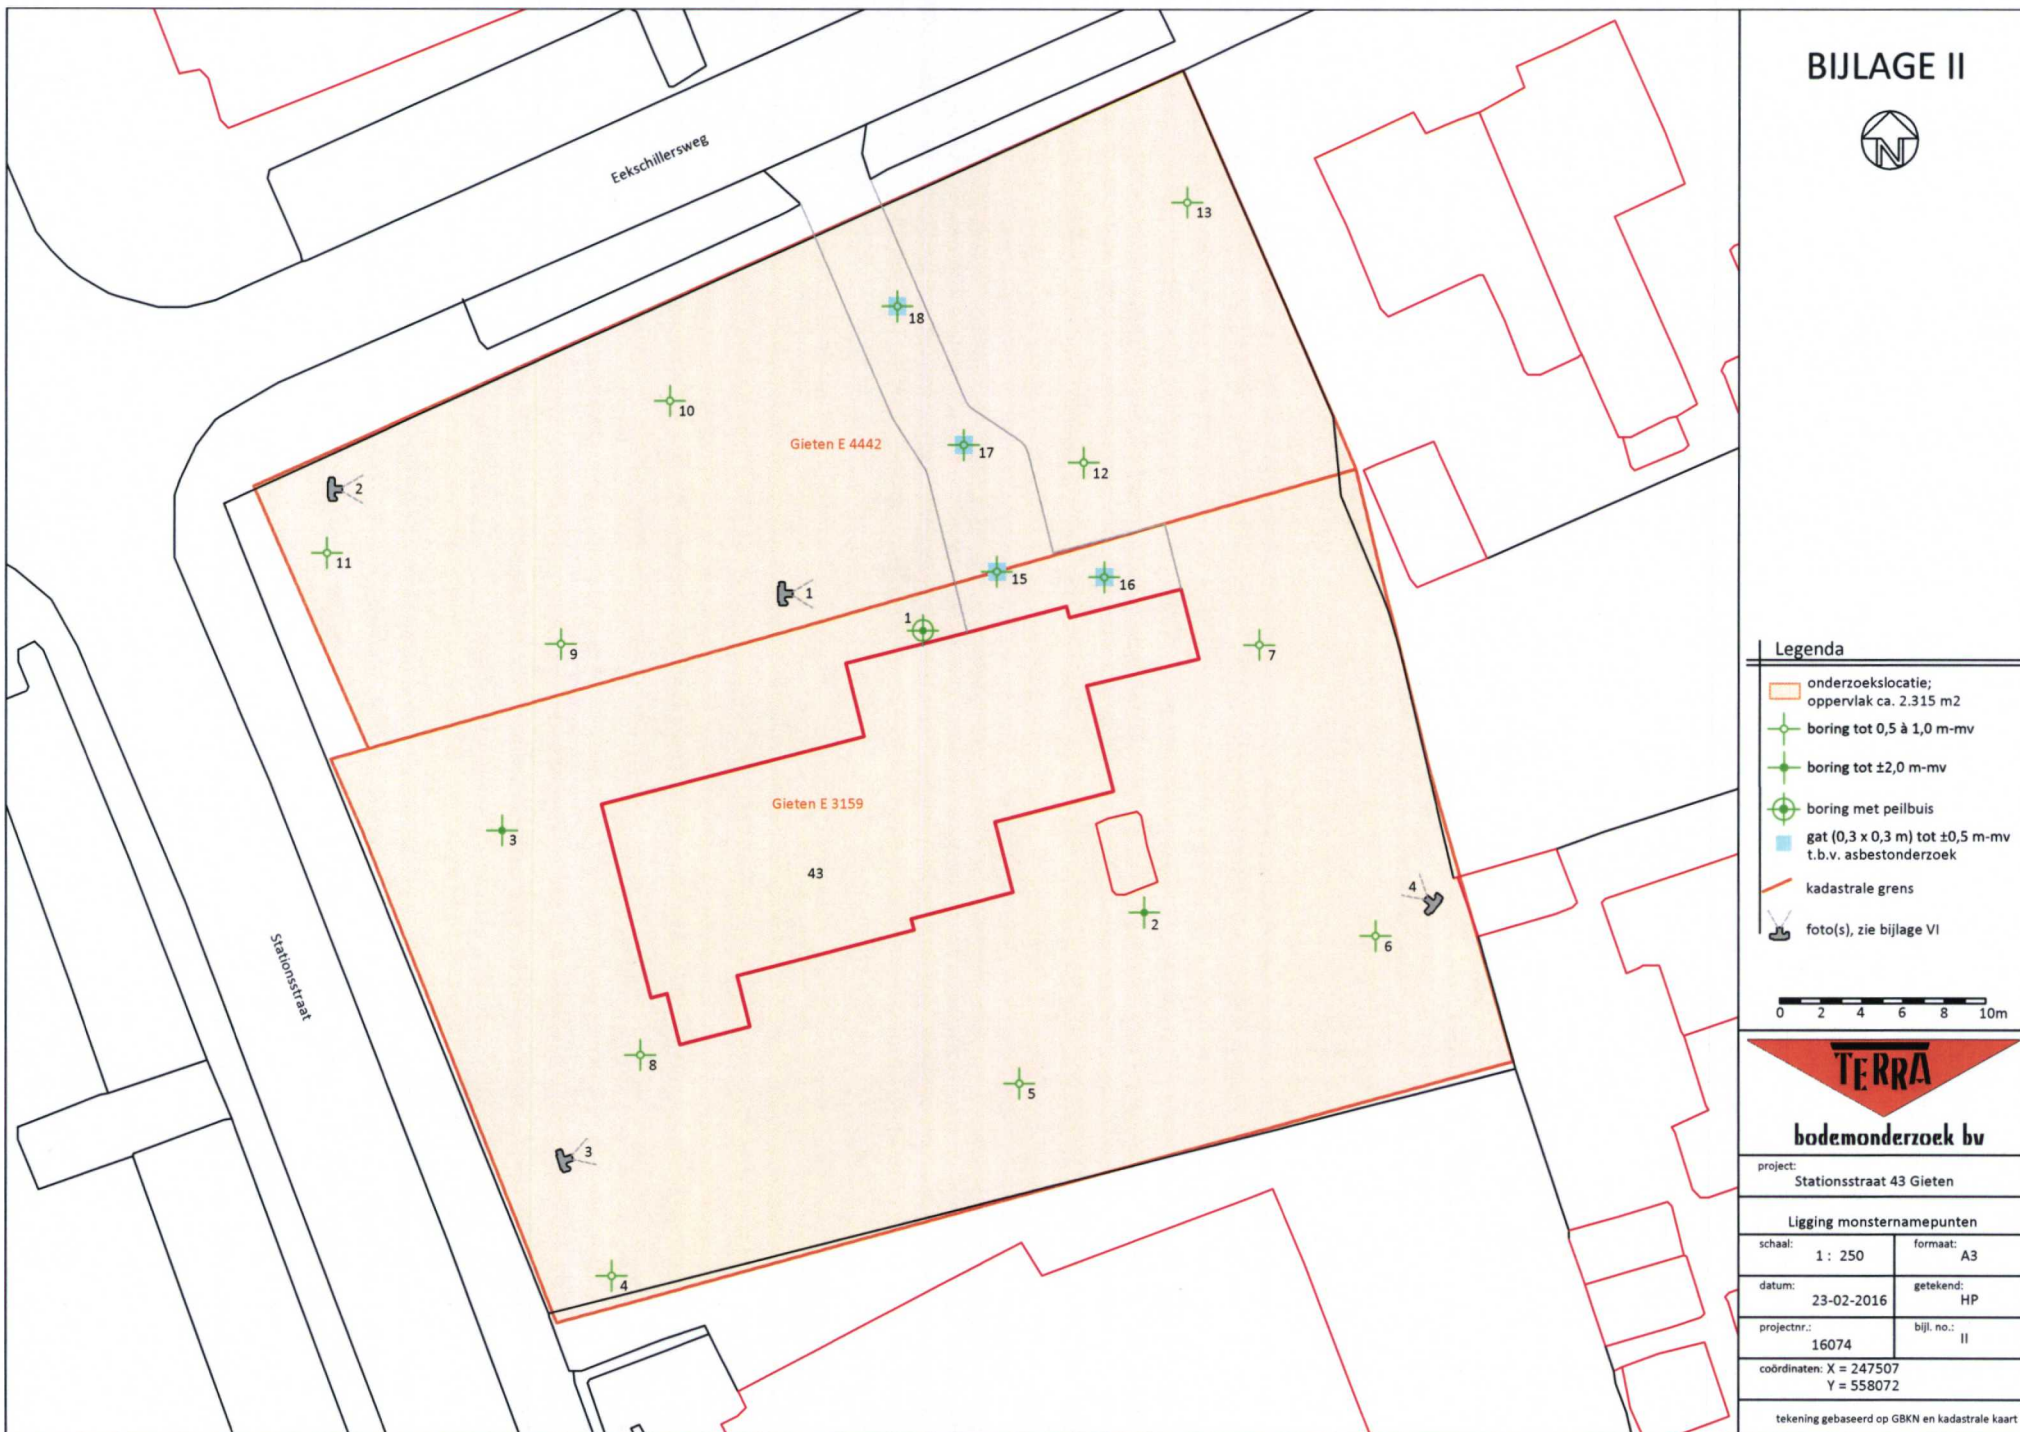 BIJLAGE II
N
Eekschillersweg
13
18
10
Gieten E 4442
17
12
2
11
15
16
1
1
9
7
Gieten E 3159
3
43
4
2
6
Stationsstraat
8
5
3
4
Legenda
onderzoekslocatie;
oppervlak ca. 2.315 m2
boring tot 0,5 à 1,0 m-mv
boring tot ±2,0 m-mv
boring met peilbuis
gat (0,3 x 0,3 m) tot ±0,5 m-mv
t.b.v. asbestonderzoek
kadastrale grens
foto(s), zie bijlage VI
0 2 4 6 8 10m
TERRA
bodemonderzoek bv
project:
Stationsstraat 43 Gieten
Ligging monsternamepunten
schaal: formaat:
1 : 250 A3
datum: getekend:
23-02-2016 HP
projectnr.: bijl. no.:
16074 II
coördinaten: X = 247507
Y = 558072
tekening gebaseerd op GBKN en kadastrale kaart